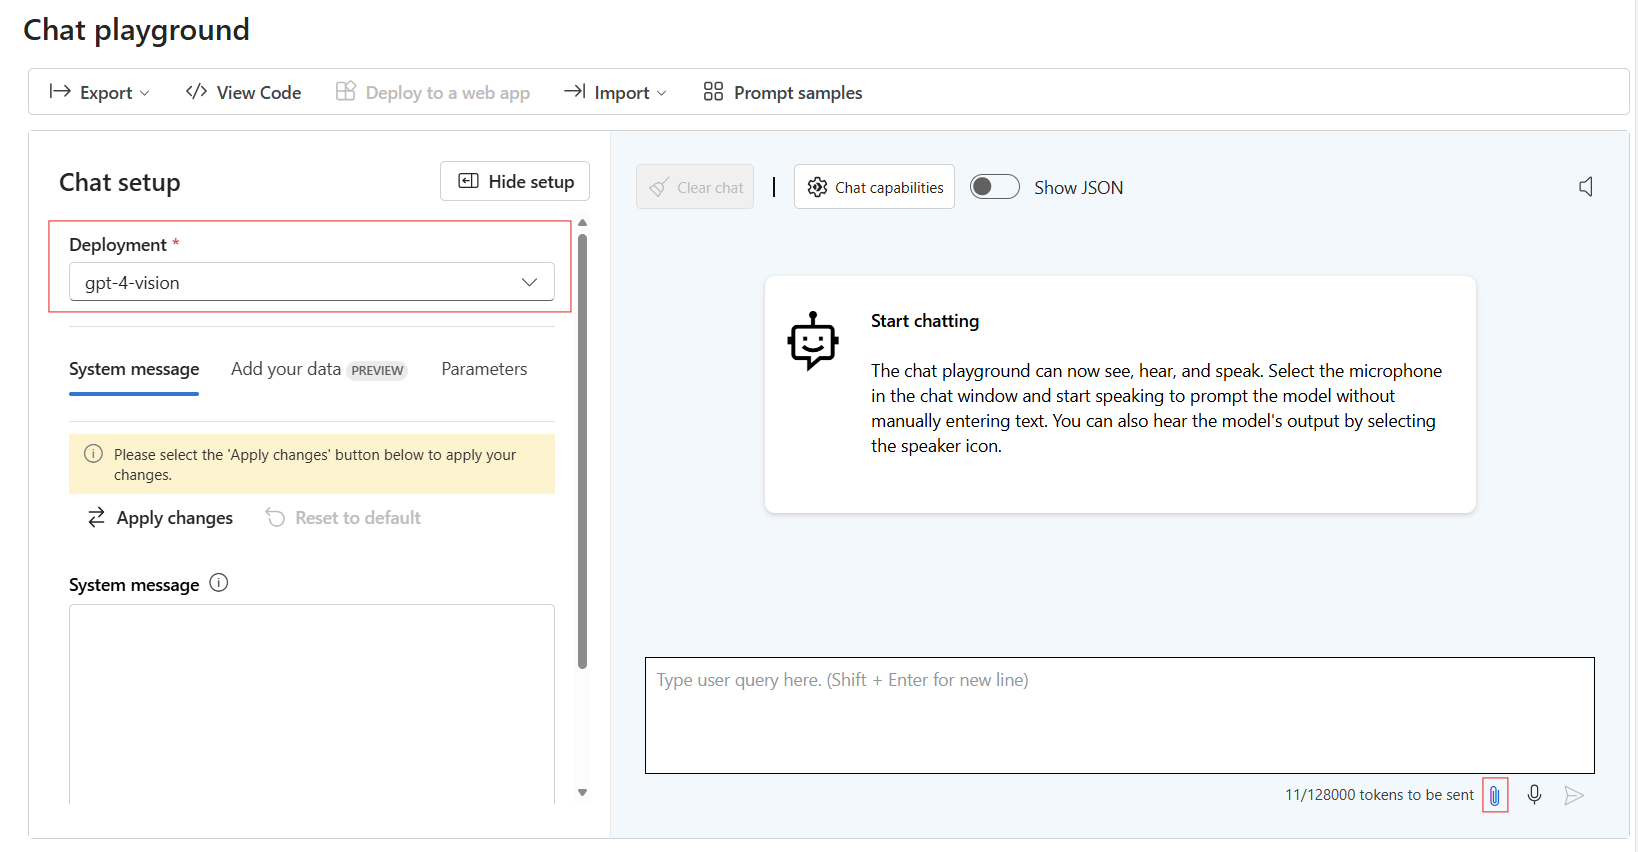 Chat playground
Export
View Code
Deploy to a web app
Import
Prompt samples
Chat setup
Hide setup
Deployment *
gpt-4-vision
System message
Add your data PREVIEW
Parameters
Please select the 'Apply changes' button below to apply your
changes.
Apply changes
Reset to default
System message
Clear chat
Chat capabilities
Show JSON
Start chatting
The chat playground can now see, hear, and speak. Select the microphone
in the chat window and start speaking to prompt the model without
manually entering text. You can also hear the model's output by selecting
the speaker icon.
Type user query here. (Shift + Enter for new line)
11/128000 tokens to be sent